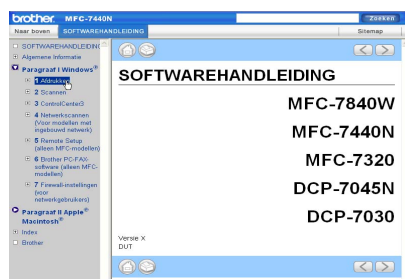 brother MFC-7440N
Zoeken
Naar boven SOFTWAREHANDLEIDING
Sitemap
SOFTWAREHANDLEIDING
Algemene Informatie
Paragraaf I Windows®
1 Afdrukken
2 Scannen
3 ControlCenter3
4 Netwerkscannen
(Voor modellen met
ingebouwd netwerk)
5 Remote Setup
(alleen MFC-modellen)
6 Brother PC-FAX-
software (alleen MFC-
modellen)
7 Firewall-instellingen
(voor
netwerkgebruikers)
Paragraaf II Apple®
Macintosh®
Index
Brother
SOFTWAREHANDLEIDING
MFC-7840W
MFC-7440N
MFC-7320
DCP-7045N
DCP-7030
Versie X
DUT